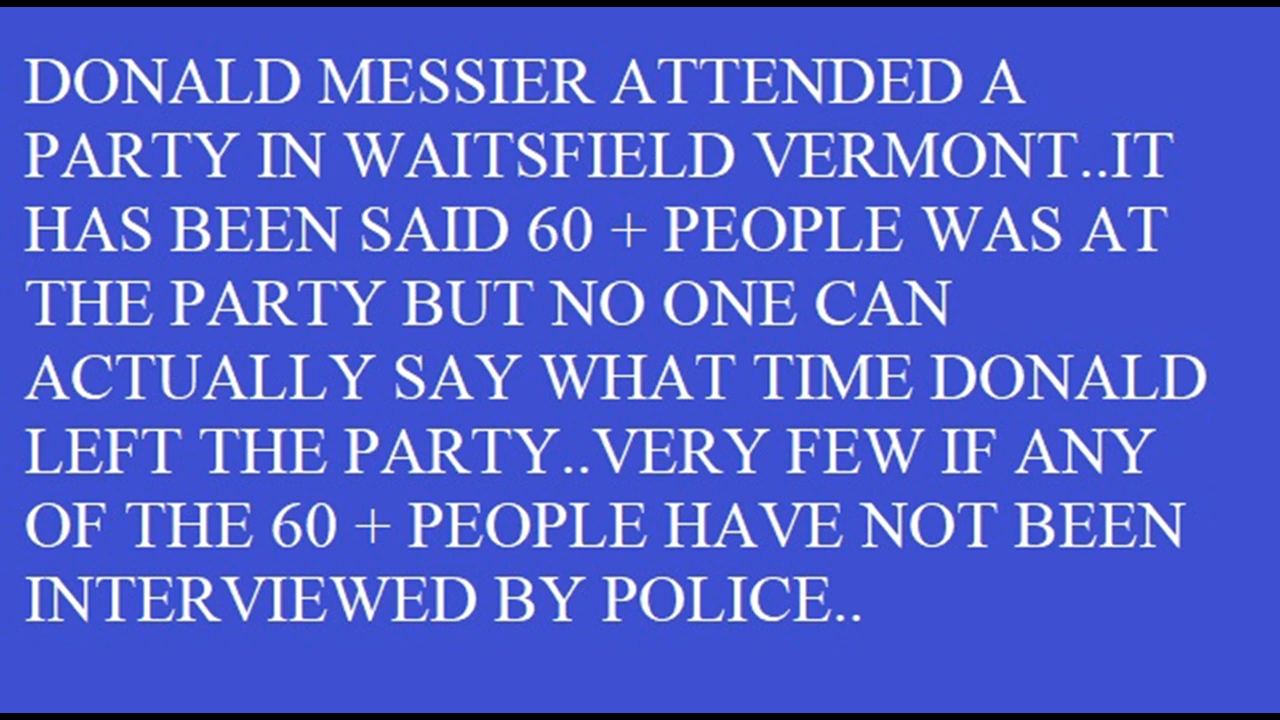 DONALD MESSIER ATTENDED A
PARTY IN WAITSFIELD VERMONT..IT
HAS BEEN SAID 60 + PEOPLE WAS AT
THE PARTY BUT NO ONE CAN
ACTUALLY SAY WHAT TIME DONALD
LEFT THE PARTY..VERY FEW IF ANY
OF THE 60 + PEOPLE HAVE NOT BEEN
INTERVIEWED BY POLICE..